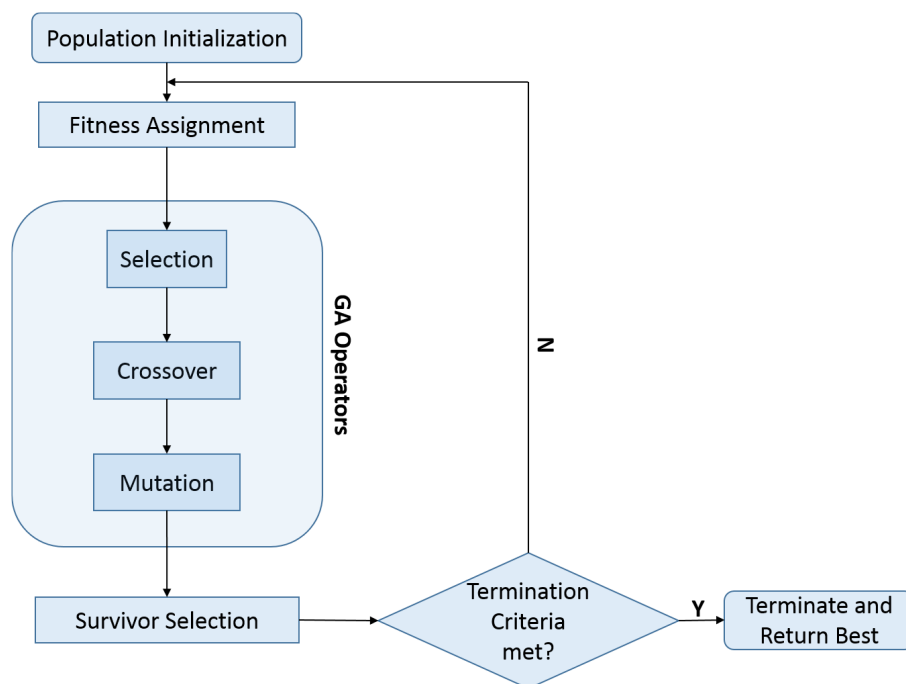 Population Initialization
Fitness Assignment
Selection
Crossover
Mutation
GA Operators
Survivor Selection
Termination
Criteria
met?
N
Y
Terminate and
Return Best